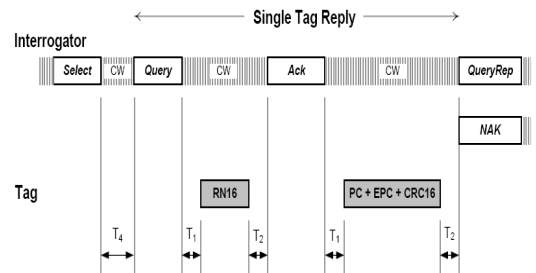 Single Tag Reply
Interrogator
Select CW Query CW Ack CW QueryRep
NAK
Tag
RN16 PC + EPC + CRC16
T4 T1 T2 T1 T2